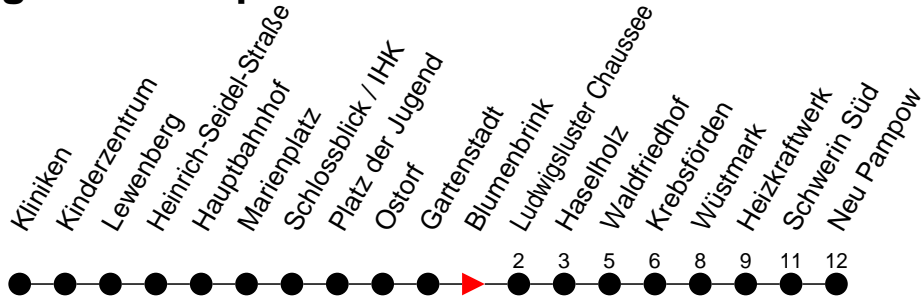 Kliniken
Kinderzentrum
Lewenberg
Heinrich-Seidel-Straße
Hauptbahnhof
Marienplatz
Schlossblick / IHK
Platz der Jugend
Ostorf
Gartenstadt
Blumenbrink
Ludwigsluster Chaussee
Haselholz
Waldfriedhof
Krebsförden
Wüstmark
Heizkraftwerk
Schwerin Süd
Neu Pampow
2 3 5 6 8 9 11 12